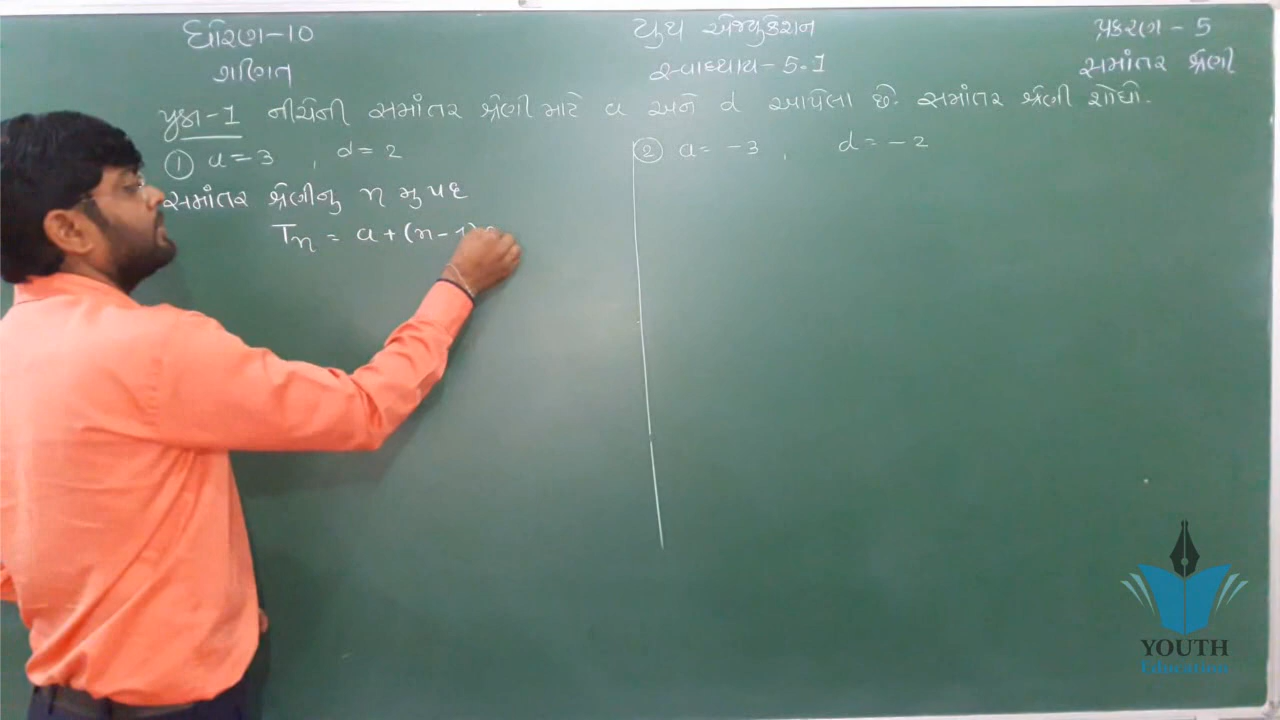 ધોરણ-10
ગણિત
યુથ એજ્યુકેશન
સ્વાધ્યાય-5.1
પ્રકરણ - 5
સમાંતર શ્રેણી
પ્રશ્ન-1 નીચેની સમાંતર શ્રેણી માટે a અને d આપેલા છે. સમાંતર શ્રેણી શોધો.
① a = 3 , d = 2
સમાંતર શ્રેણીનુ n મુ પદ
Tn = a + (n - 1)
② a = -3 , d = -2
YOUTH
Education